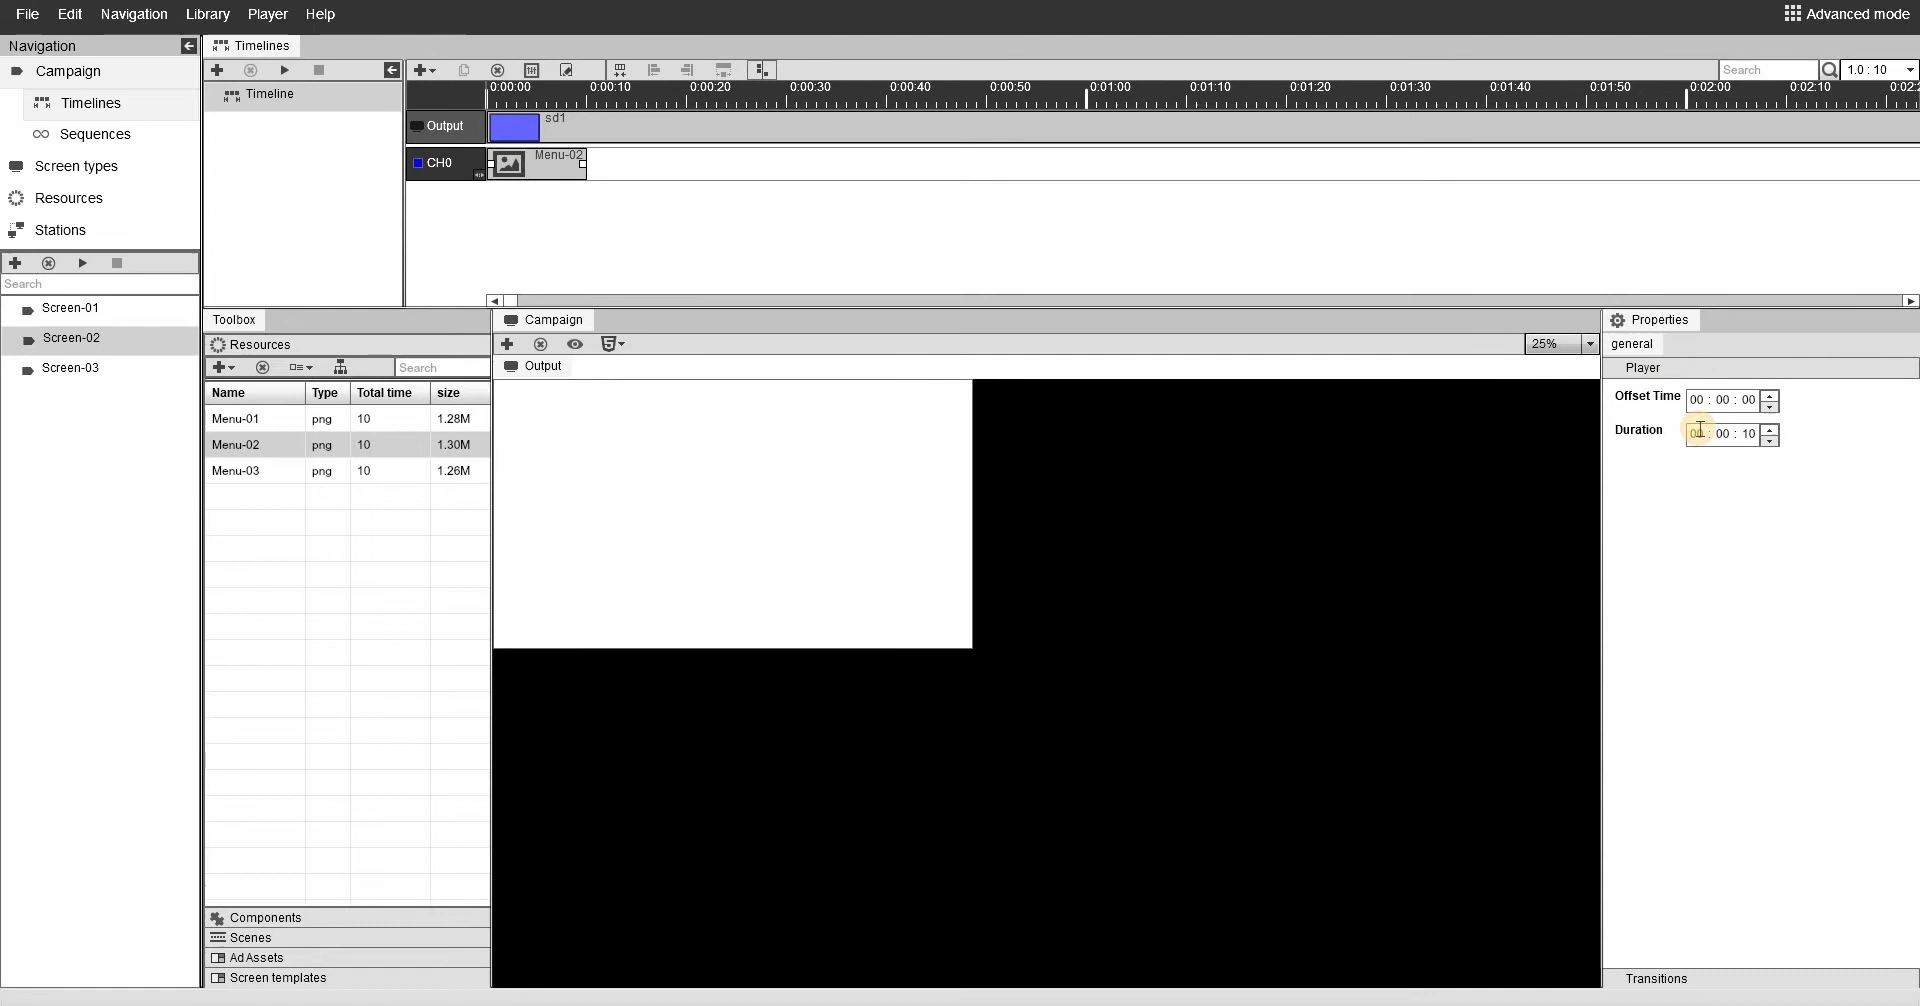 File Edit Navigation Library Player Help Advanced mode
Navigation
Campaign
Timelines
Sequences
Screen types
Resources
Stations
Search
Screen-01
Screen-02
Screen-03
Timelines
Timeline
Search 1.0 : 10
0:00:00 0:00:10 0:00:20 0:00:30 0:00:40 0:00:50 0:01:00 0:01:10 0:01:20 0:01:30 0:01:40 0:01:50 0:02:00 0:02:10 0:02:2
Output sd1
CH0 Menu-02
Toolbox
Resources
Search
Name Type Total time size
Menu-01 png 10 1.28M
Menu-02 png 10 1.30M
Menu-03 png 10 1.26M
Components
Scenes
Ad Assets
Screen templates
Campaign
25%
Output
Properties
general
Player
Offset Time 00 : 00 : 00
Duration 00 : 00 : 10
Transitions